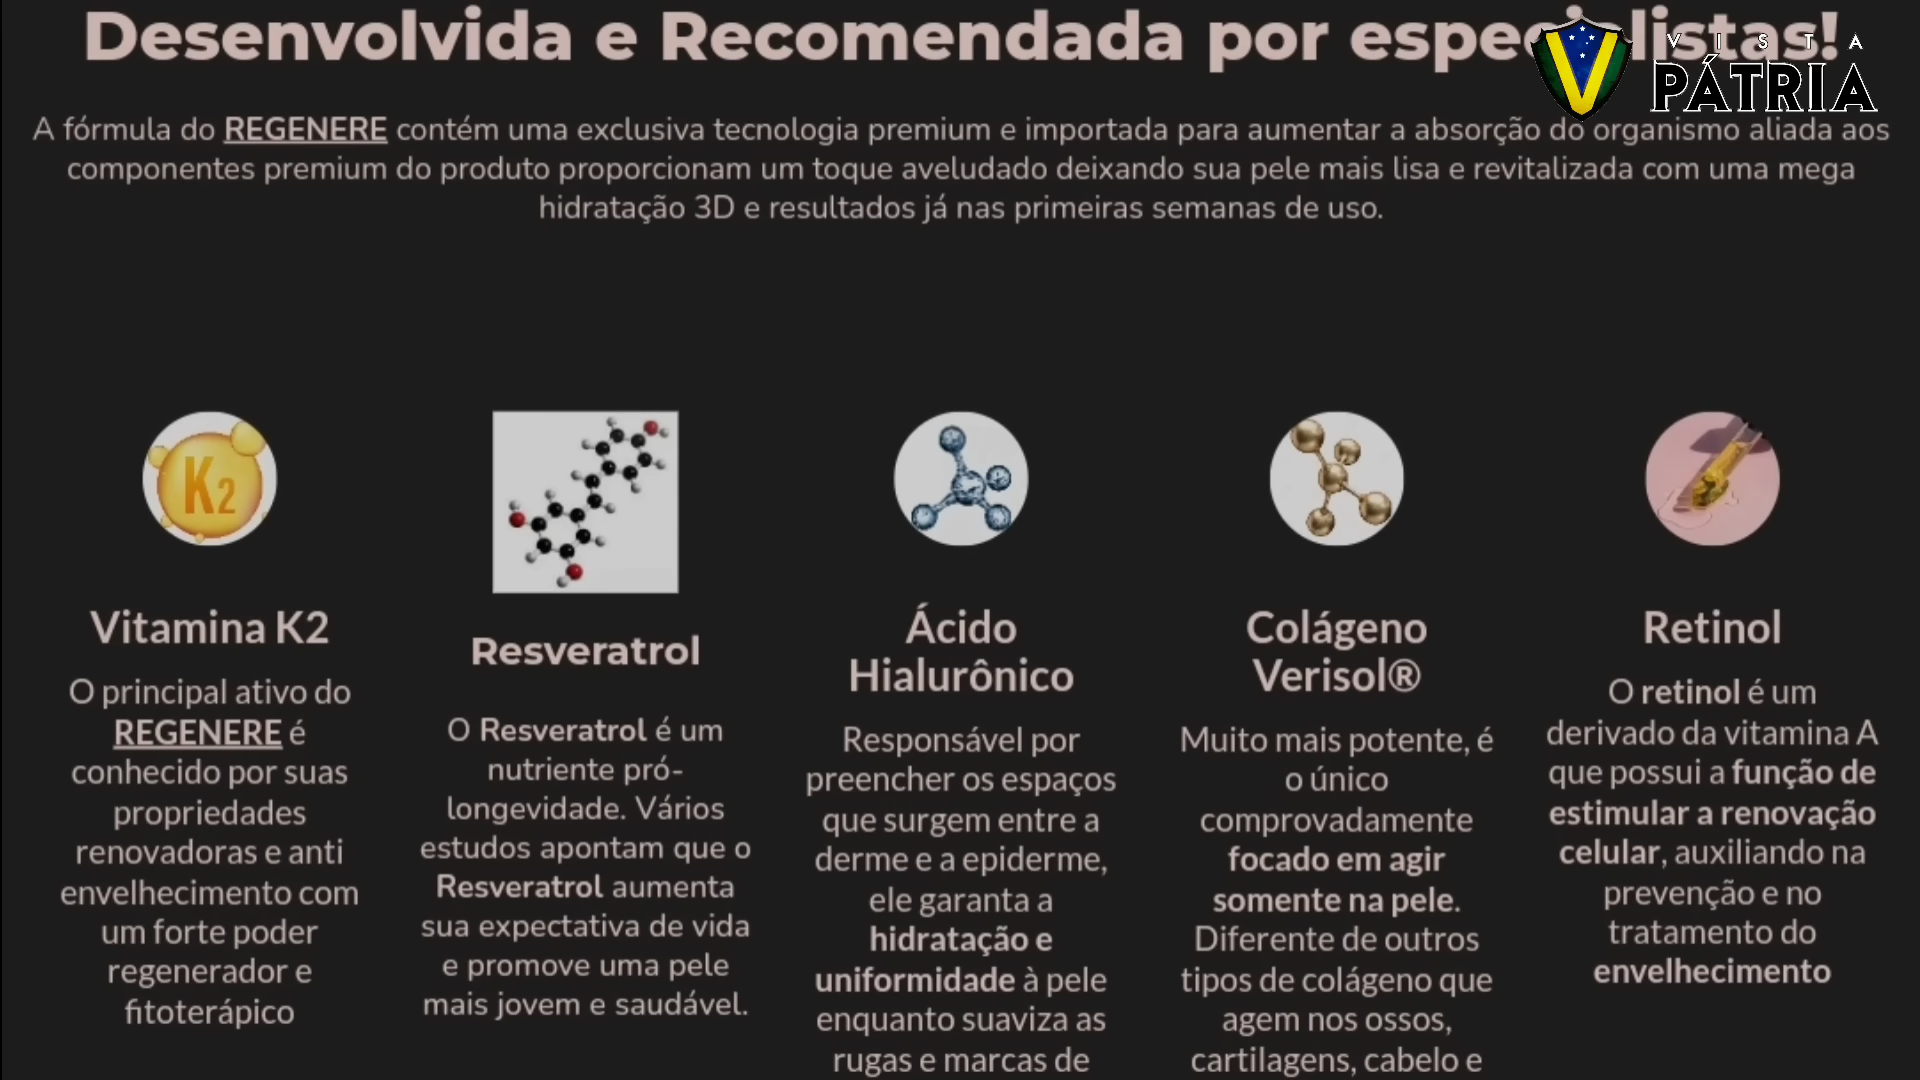 Desenvolvida e Recomendada por especialistas!
VISTA
PÁTRIA
A fórmula do REGENERE contém uma exclusiva tecnologia premium e importada para aumentar a absorção do organismo aliada aos
componentes premium do produto proporcionam um toque aveludado deixando sua pele mais lisa e revitalizada com uma mega
hidratação 3D e resultados já nas primeiras semanas de uso.
K2
Vitamina K2
O principal ativo do
REGENERE é
conhecido por suas
propriedades
renovadoras e anti
envelhecimento com
um forte poder
regenerador e
fitoterápico
Resveratrol
O Resveratrol é um
nutriente pró-
longevidade. Vários
estudos apontam que o
Resveratrol aumenta
sua expectativa de vida
e promove uma pele
mais jovem e saudável.
Ácido
Hialurônico
Responsável por
preencher os espaços
que surgem entre a
derme e a epiderme,
ele garanta a
hidratação e
uniformidade à pele
enquanto suaviza as
rugas e marcas de
Colágeno
Verisol®
Muito mais potente, é
o único
comprovadamente
focado em agir
somente na pele.
Diferente de outros
tipos de colágeno que
agem nos ossos,
cartilagens, cabelo e
Retinol
O retinol é um
derivado da vitamina A
que possui a função de
estimular a renovação
celular, auxiliando na
prevenção e no
tratamento do
envelhecimento